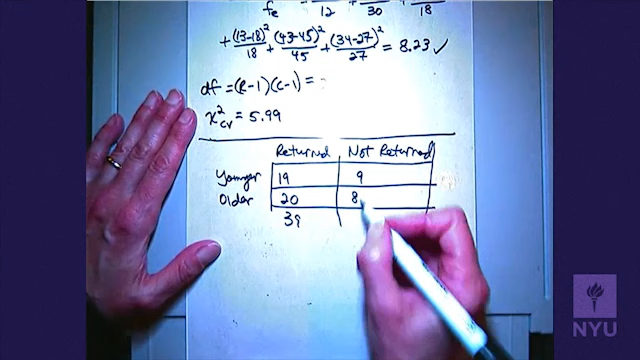 fe 12 30 18
+ (13-18)²/18 + (43-45)²/45 + (34-27)²/27 = 8.23 ✓
df = (R-1)(C-1) =
x²cv = 5.99
Returned Not Returned
Younger 19 9
Older 20 8
39
NYU